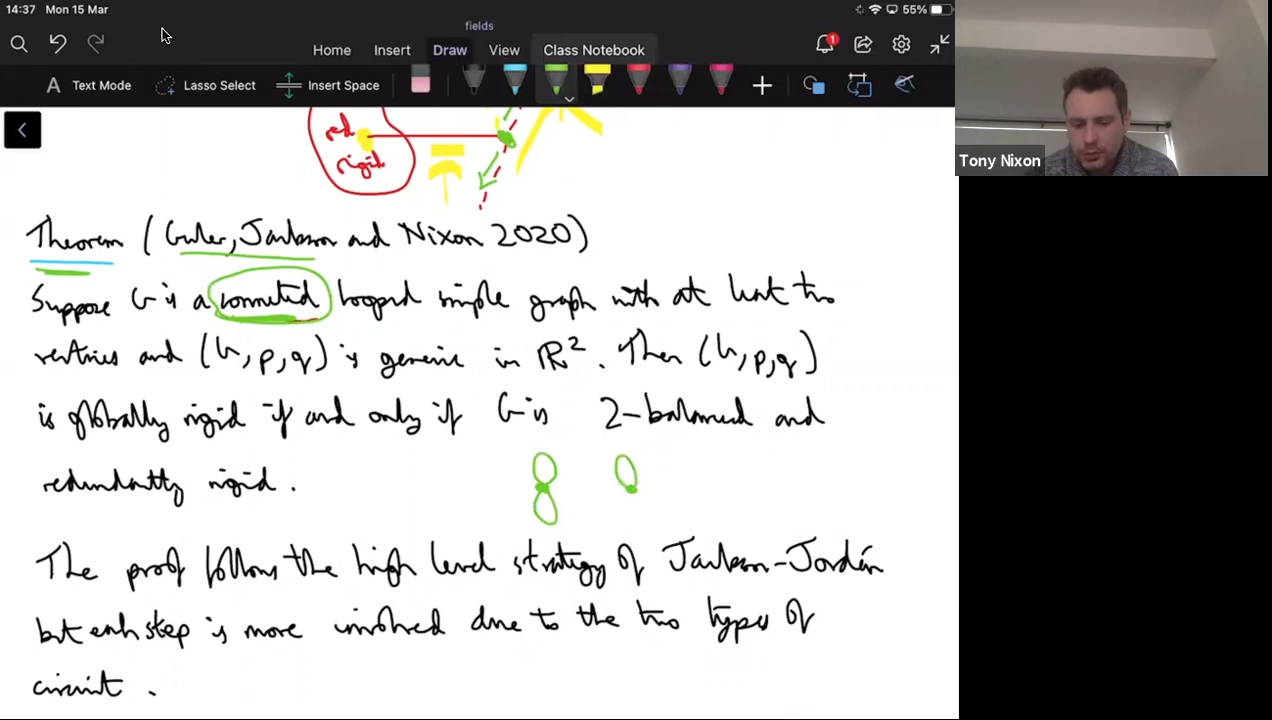 14:37 Mon 15 Mar
55%
fields
Home Insert Draw View Class Notebook
1
A Text Mode Lasso Select Insert Space
Tony Nixon
red
rigid
Theorem (Guler, Jackson and Nixon 2020)
Suppose G is a connected looped simple graph with at least two
vertices and (G, p, q) is generic in ℝ². Then (G, p, q)
is globally rigid if and only if G is 2-balanced and
redundantly rigid.
The proof follows the high level strategy of Jackson-Jordán
but each step is more involved due to the two types of
circuit.